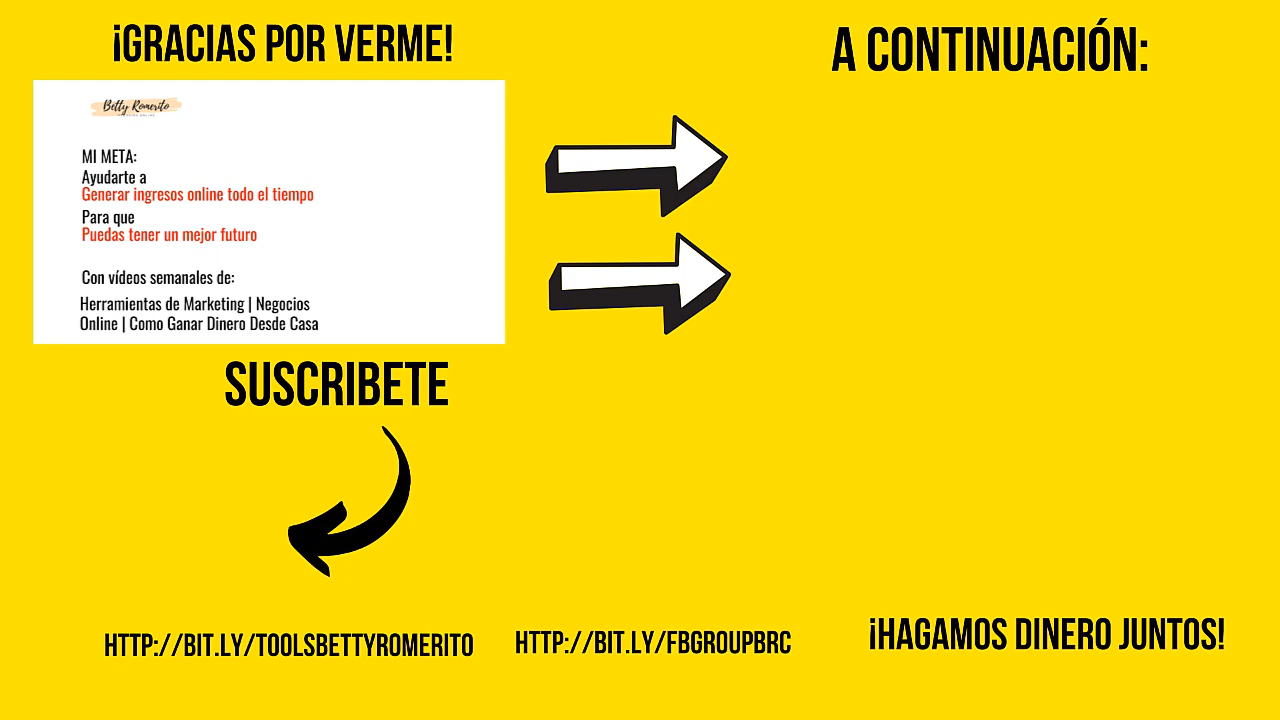 ¡GRACIAS POR VERME!
A CONTINUACIÓN:
Betty Romerito
MI META:
Ayudarte a
Generar ingresos online todo el tiempo
Para que
Puedas tener un mejor futuro
Con vídeos semanales de:
Herramientas de Marketing | Negocios
Online | Como Ganar Dinero Desde Casa
SUSCRIBETE
HTTP://BIT.LY/TOOLSBETTYROMERITO
HTTP://BIT.LY/FBGROUPBRC
¡HAGAMOS DINERO JUNTOS!